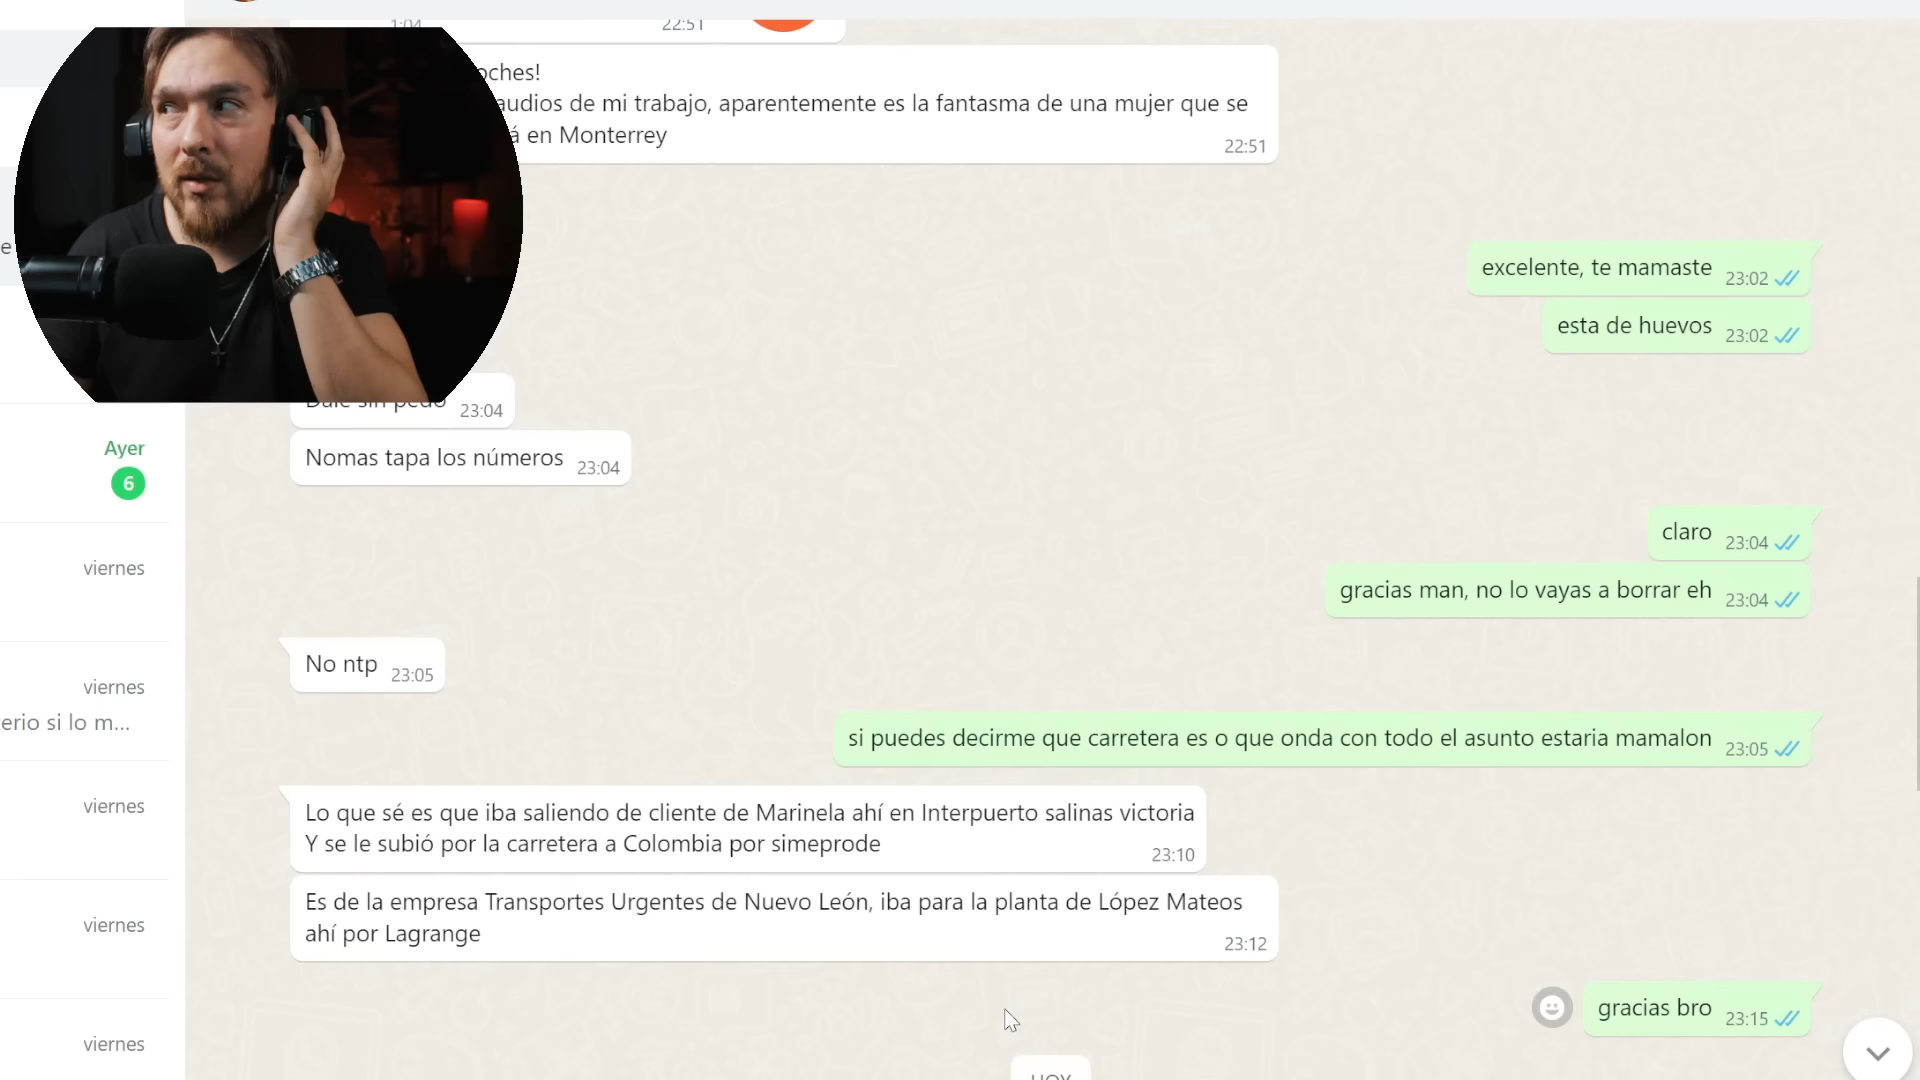 1:04
22:51
oches!
audios de mi trabajo, aparentemente es la fantasma de una mujer que se
á en Monterrey
22:51
e
excelente, te mamaste 23:02
esta de huevos 23:02
Dale sin pedo 23:04
Nomas tapa los números 23:04
Ayer
6
claro 23:04
viernes
gracias man, no lo vayas a borrar eh 23:04
No ntp 23:05
viernes
erio si lo m...
si puedes decirme que carretera es o que onda con todo el asunto estaria mamalon 23:05
viernes
Lo que sé es que iba saliendo de cliente de Marinela ahí en Interpuerto salinas victoria
Y se le subió por la carretera a Colombia por simeprode
23:10
Es de la empresa Transportes Urgentes de Nuevo León, iba para la planta de López Mateos
viernes
ahí por Lagrange
23:12
gracias bro 23:15
viernes
HOY